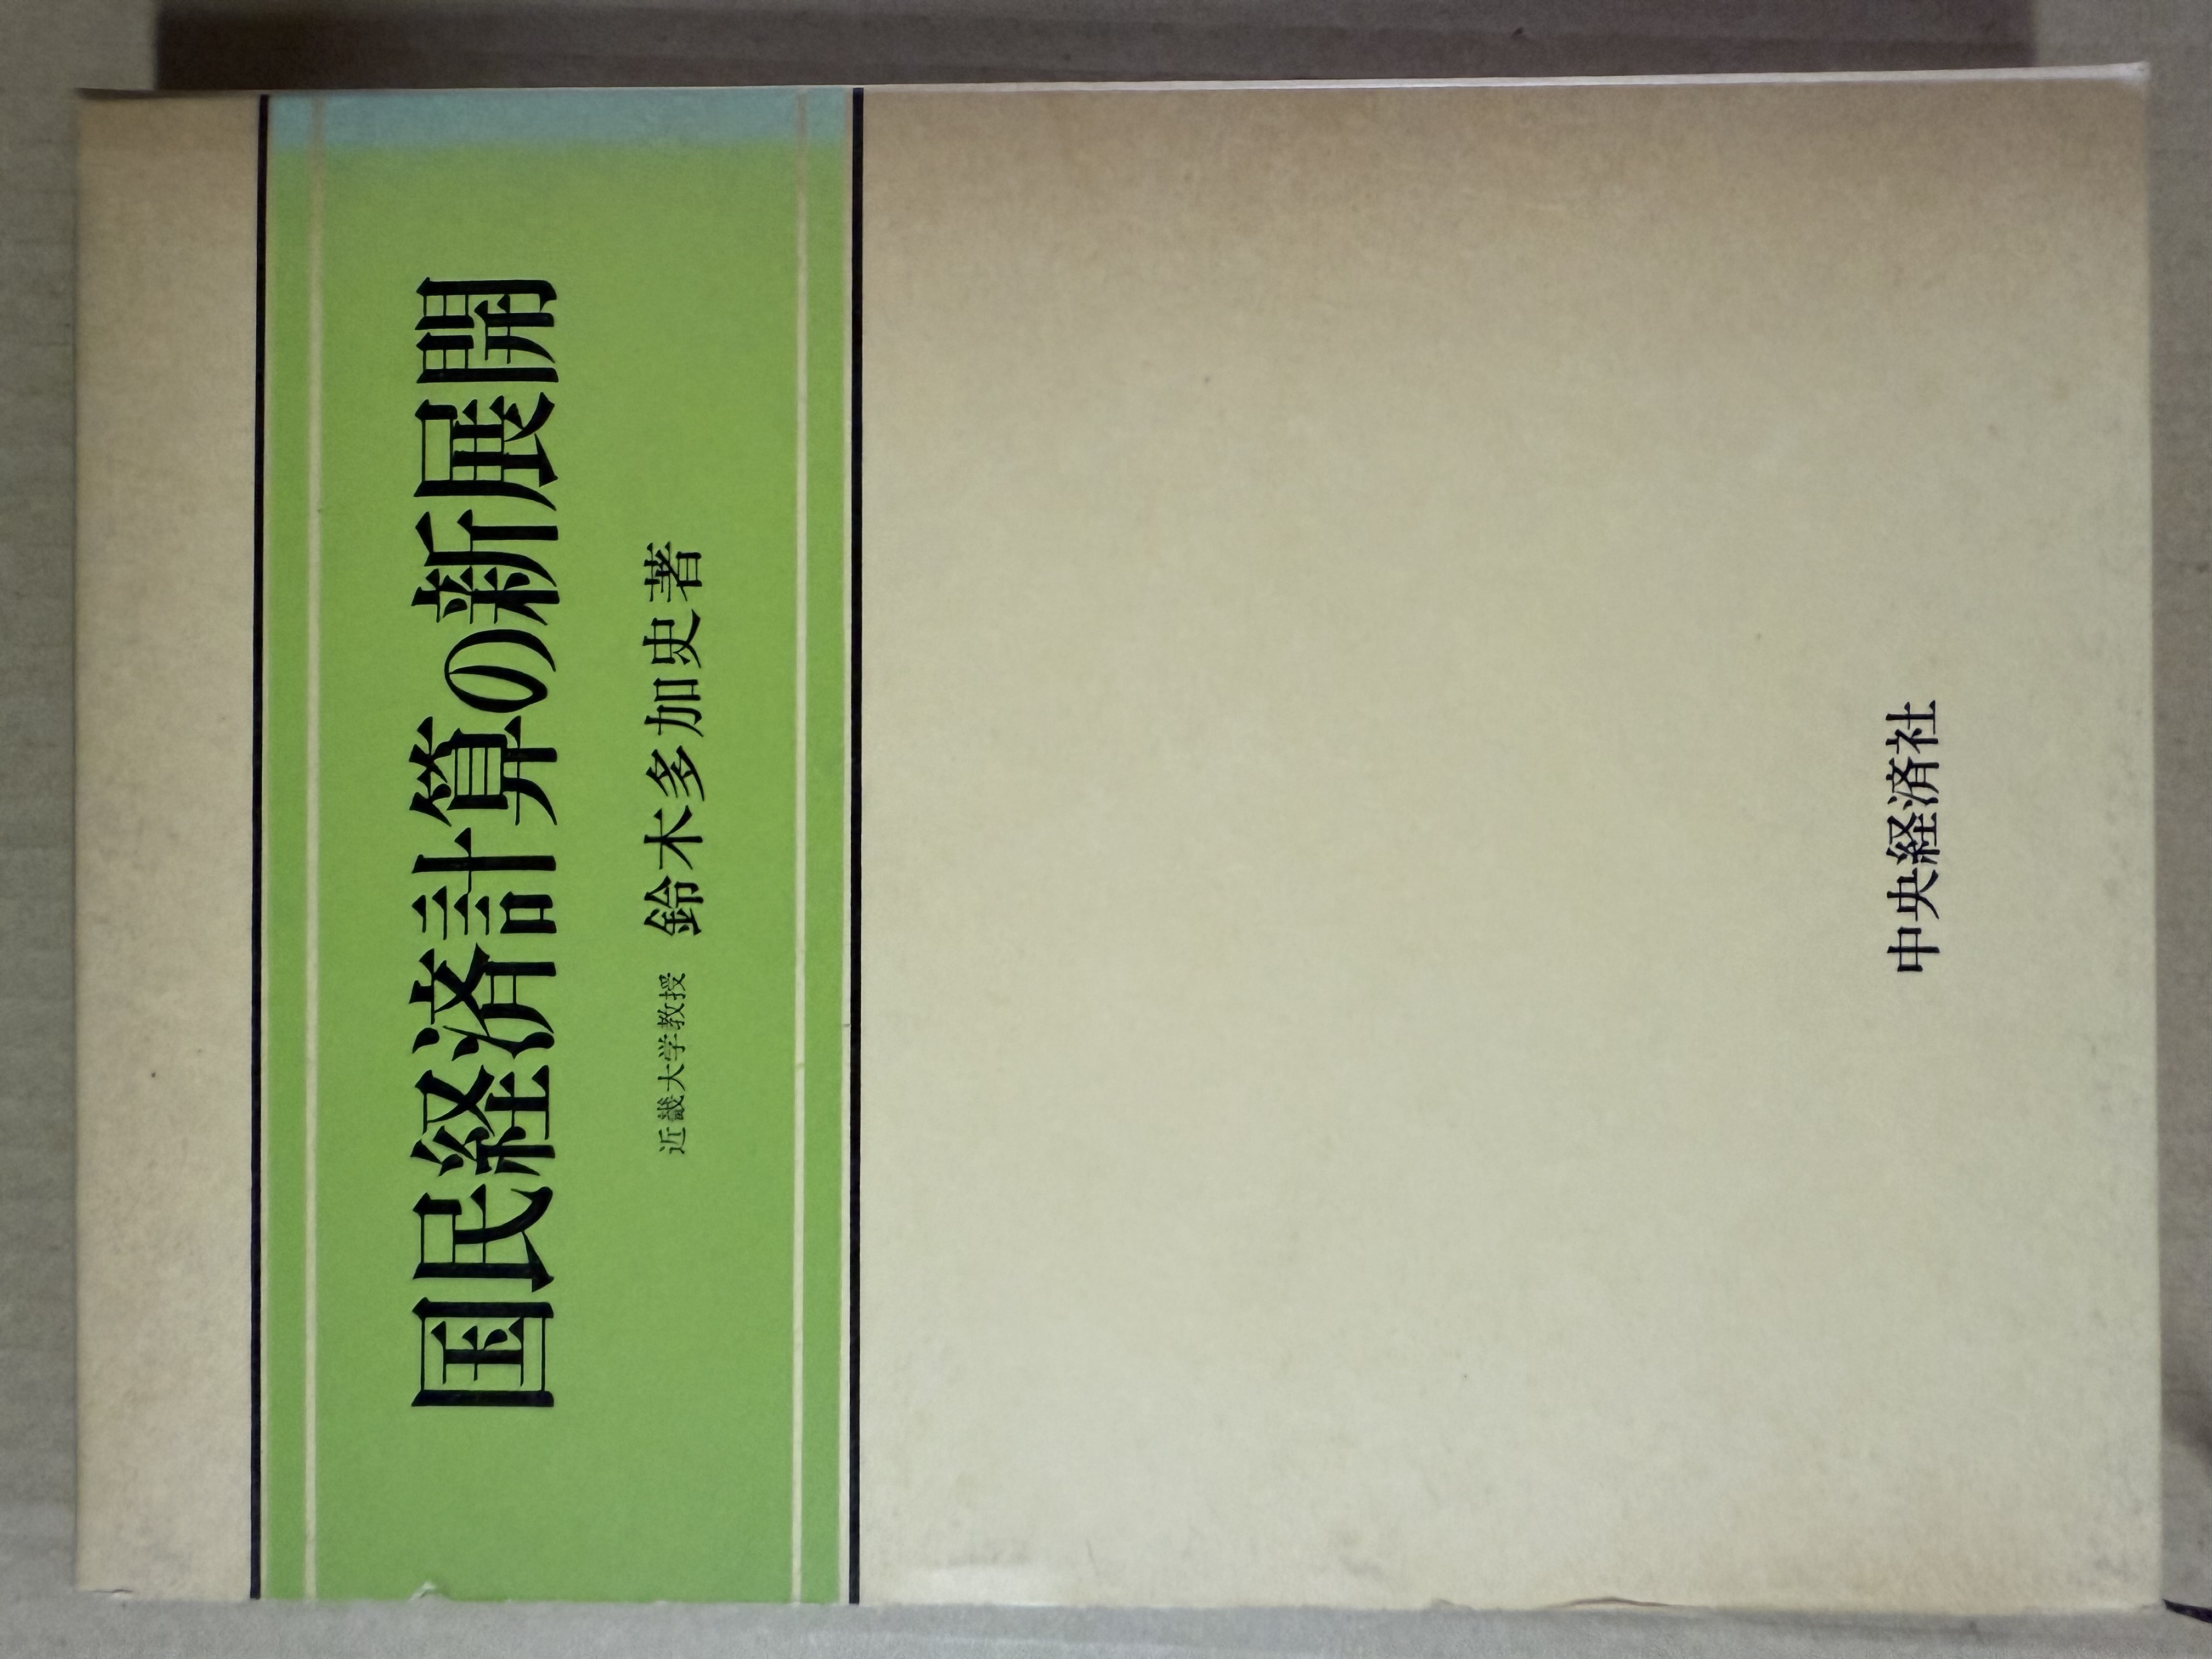 国民経済計算の新展開
近畿大学教授 鈴木多加史著
中央経済社